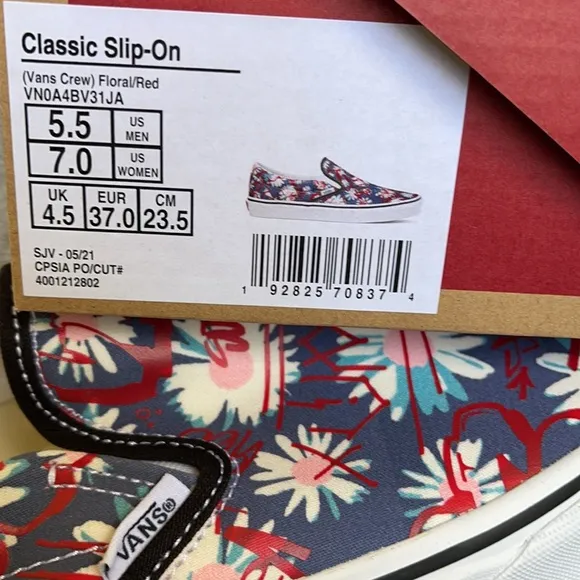 Classic Slip-On
(Vans Crew) Floral/Red
VN0A4BV31JA
5.5 US MEN
7.0 US WOMEN
UK 4.5 EUR 37.0 CM 23.5
SJV - 05/21
CPSIA PO/CUT#
4001212802
1 92825 70837 4
VANS®